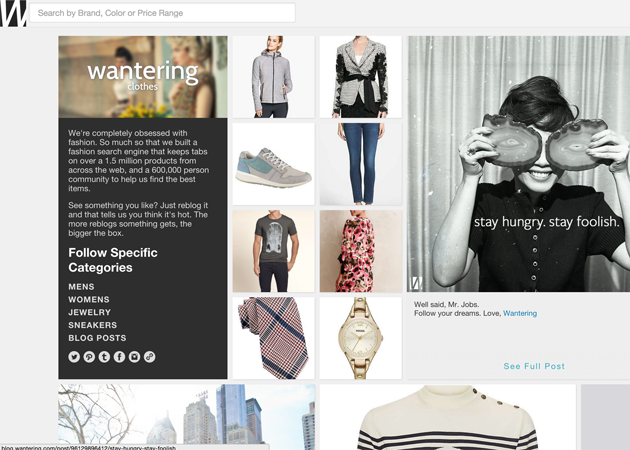 W
Search by Brand, Color or Price Range
wantering
clothes
We're completely obsessed with
fashion. So much so that we built a
fashion search engine that keeps tabs
on over a 1.5 million products from
across the web, and a 600,000 person
community to help us find the best
items.
See something you like? Just reblog it
and that tells us you think it's hot. The
more reblogs something gets, the
bigger the box.
Follow Specific
Categories
MENS
WOMENS
JEWELRY
SNEAKERS
BLOG POSTS
stay hungry. stay foolish.
W
Well said, Mr. Jobs.
Follow your dreams. Love, Wantering
See Full Post
blog.wantering.com/post/96129896412/stay-hungry-stay-foolish